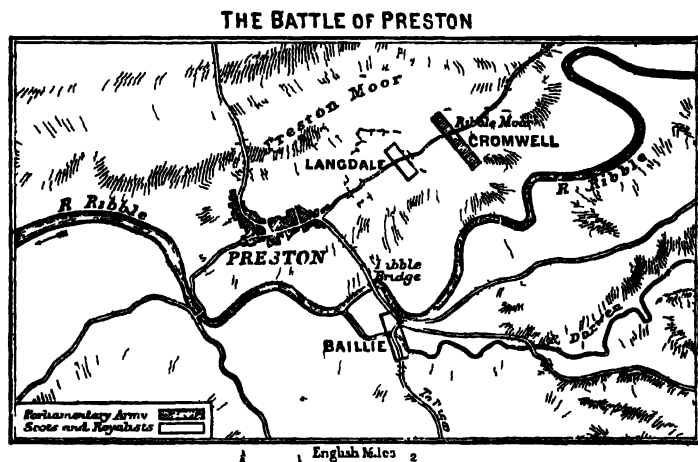 THE BATTLE OF PRESTON
Preston Moor
Ribble Moor
CROMWELL
LANGDALE
R Ribble
R Ribble
PRESTON
Ribble
Bridge
BAILLIE
R Darwen
Parliamentary Army
Scots and Royalists
English Miles
1 2